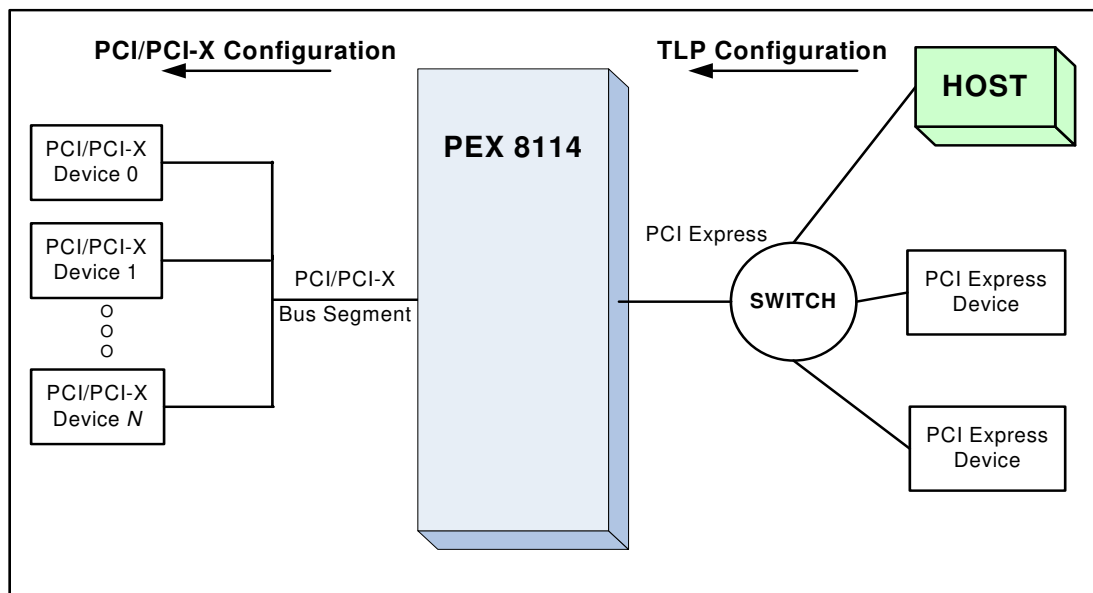 PCI/PCI-X Configuration
TLP Configuration
HOST
PEX 8114
PCI/PCI-X
Device 0
PCI/PCI-X
Device 1
O
O
O
PCI/PCI-X
Device N
PCI/PCI-X
Bus Segment
PCI Express
SWITCH
PCI Express
Device
PCI Express
Device